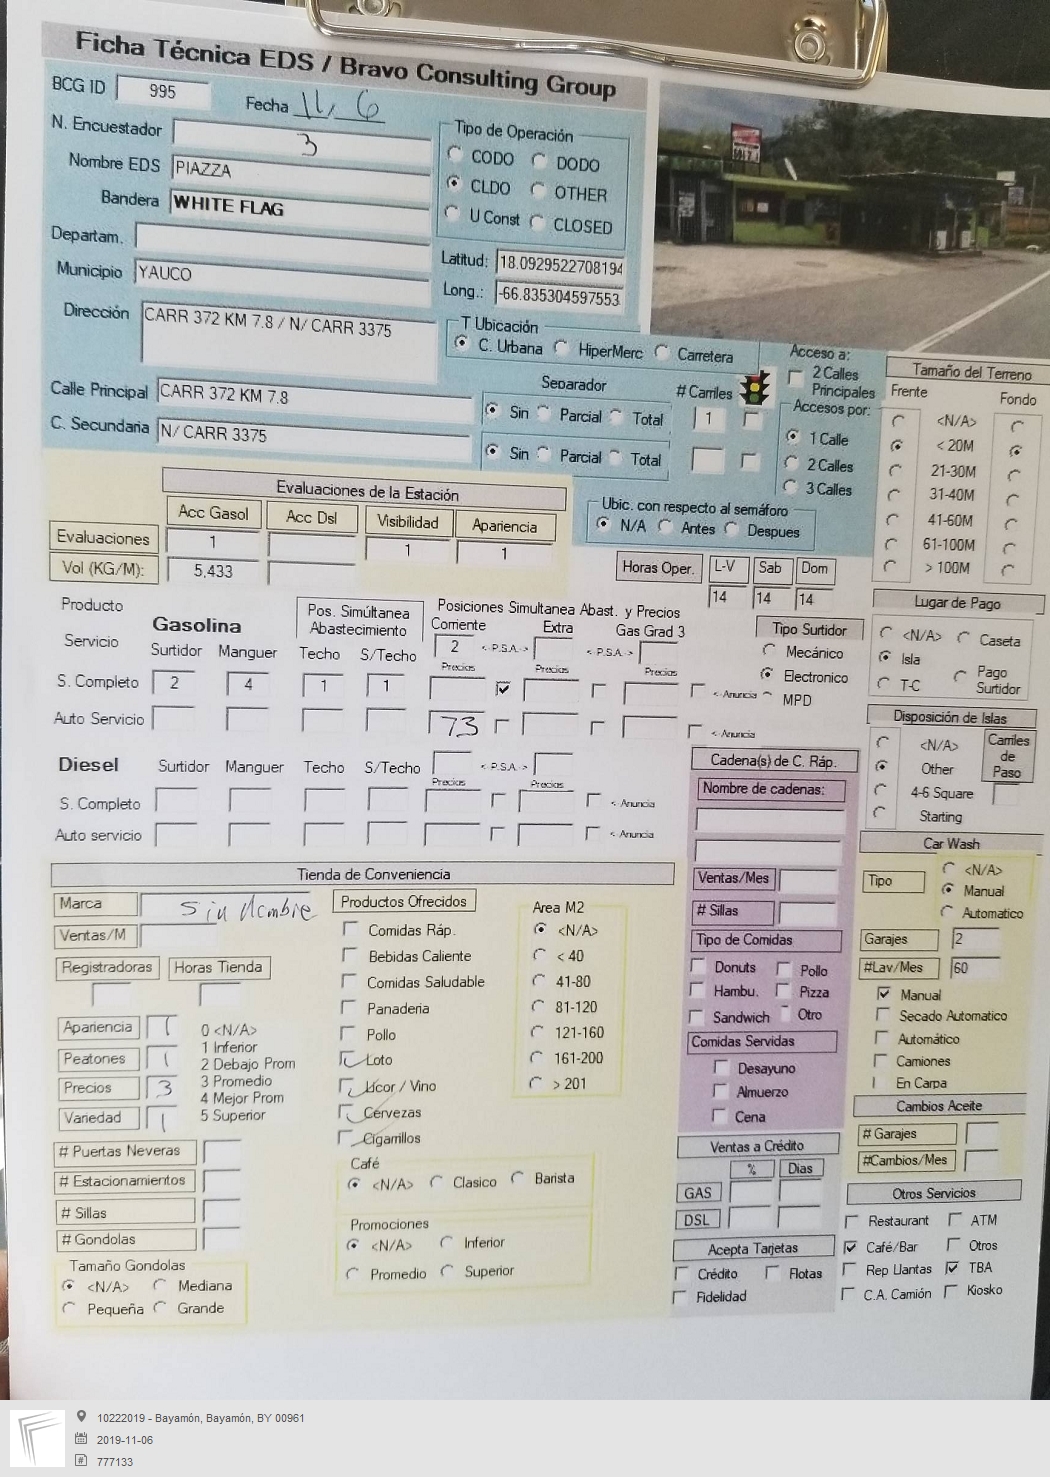 Ficha Técnica EDS / Bravo Consulting Group
BCG ID 995 Fecha 11/6
N. Encuestador 3
Nombre EDS PIAZZA
Bandera WHITE FLAG
Departam.
Municipio YAUCO
Dirección CARR 372 KM 7.8 / N/ CARR 3375
Tipo de Operación
CODO DODO
CLDO OTHER
U Const CLOSED
Latitud: 18.0929522708194
Long.: -66.835304597553
T Ubicación
C. Urbana HiperMerc Carretera
Calle Principal CARR 372 KM 7.8
C. Secundaria N/ CARR 3375
Separador # Carriles
Sin Parcial Total 1
Sin Parcial Total
Acceso a:
2 Calles
Principales
Accesos por:
1 Calle
2 Calles
3 Calles
Tamaño del Terreno
Frente Fondo
<N/A>
< 20M
21-30M
31-40M
41-60M
61-100M
> 100M
Evaluaciones de la Estación
Acc Gasol Acc Dsl Visibilidad Apariencia
Evaluaciones 1 1 1
Vol (KG/M): 5,433
Ubic. con respecto al semáforo
N/A Antes Despues
Horas Oper. L-V Sab Dom
14 14 14
Producto
Servicio
Gasolina
Surtidor Manguer
Pos. Simúltanea
Abastecimiento
Techo S/Techo
Posiciones Simultanea Abast. y Precios
Corriente Extra Gas Grad 3
2 <-P.S.A.-> <-P.S.A.->
Precios Precios Precios
S. Completo 2 4 1 1 <-Anuncia
Auto Servicio 73 <-Anuncia
Diesel Surtidor Manguer Techo S/Techo <-P.S.A.->
Precios Precios
S. Completo <-Anuncia
Auto servicio <-Anuncia
Tipo Surtidor
Mecánico
Electronico
MPD
Lugar de Pago
<N/A> Caseta
Isla
T-C Pago
Surtidor
Disposición de Islas
<N/A>
Other
4-6 Square
Starting
Carriles
de
Paso
Cadena(s) de C. Ráp.
Nombre de cadenas:
Ventas/Mes
# Sillas
Tipo de Comidas
Donuts Pollo
Hambu. Pizza
Sandwich Otro
Comidas Servidas
Desayuno
Almuerzo
Cena
Ventas a Crédito
% Dias
GAS
DSL
Acepta Tarjetas
Crédito Flotas
Fidelidad
Car Wash
Tipo
<N/A>
Manual
Automatico
Garajes 2
#Lav/Mes 60
Manual
Secado Automatico
Automático
Camiones
En Carpa
Cambios Aceite
# Garajes
#Cambios/Mes
Otros Servicios
Restaurant ATM
Café/Bar Otros
Rep Llantas TBA
C.A. Camión Kiosko
Tienda de Conveniencia
Marca Sin Nombre
Ventas/M
Registradoras Horas Tienda
Apariencia 1
Peatones 1
Precios 3
Variedad 1
0 <N/A>
1 Inferior
2 Debajo Prom
3 Promedio
4 Mejor Prom
5 Superior
# Puertas Neveras
# Estacionamientos
# Sillas
# Gondolas
Tamaño Gondolas
<N/A> Mediana
Pequeña Grande
Productos Ofrecidos
Comidas Ráp.
Bebidas Caliente
Comidas Saludable
Panaderia
Pollo
Loto
Licor / Vino
Cervezas
Cigarrillos
Area M2
<N/A>
< 40
41-80
81-120
121-160
161-200
> 201
Café
<N/A> Clasico Barista
Promociones
<N/A> Inferior
Promedio Superior
10222019 - Bayamón, Bayamón, BY 00961
2019-11-06
777133